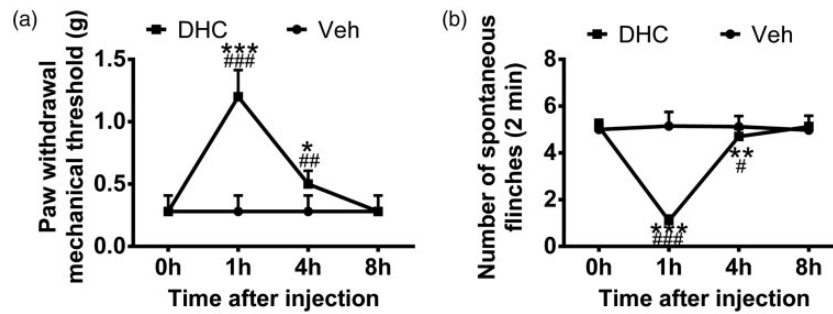 (a)
DHC Veh
Paw withdrawal
mechanical threshold (g)
1.5
1.0
0.5
0.0
***
###
*
##
0h 1h 4h 8h
Time after injection
(b)
DHC Veh
Number of spontaneous
flinches (2 min)
8
6
4
2
0
**
#
***
###
0h 1h 4h 8h
Time after injection